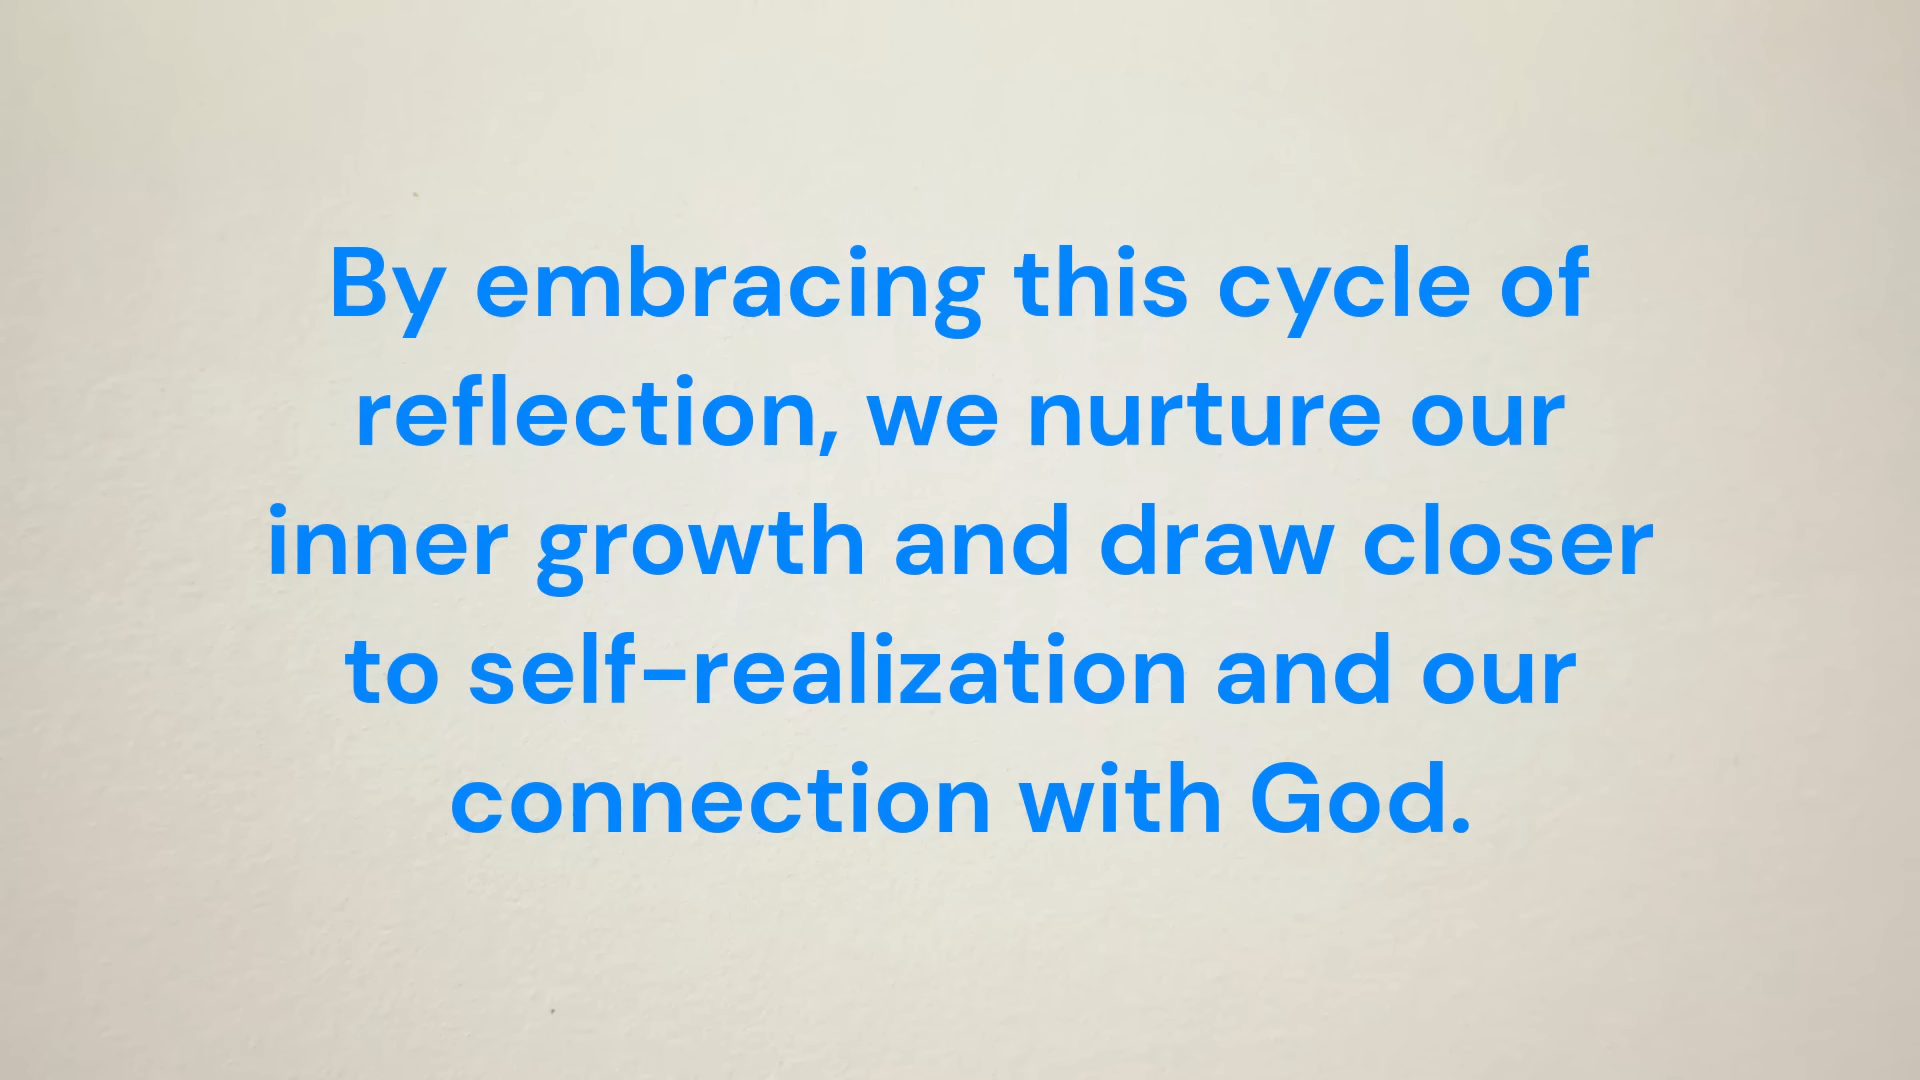 By embracing this cycle of
reflection, we nurture our
inner growth and draw closer
to self-realization and our
connection with God.